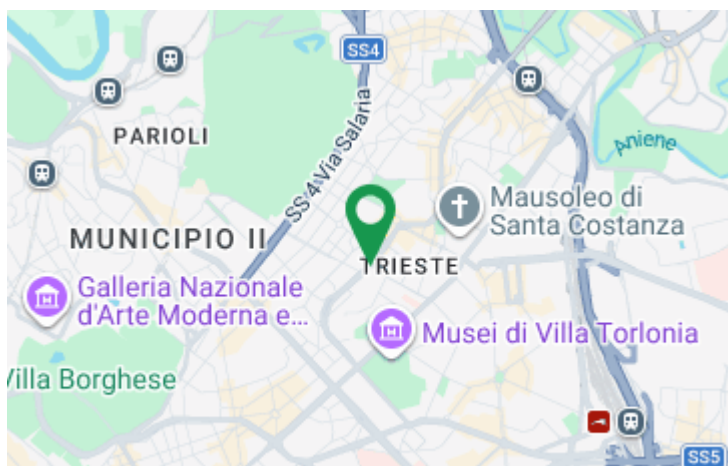 SS4
PARIOLI
SS4 Via Salaria
Aniene
Mausoleo di
Santa Costanza
MUNICIPIO II
TRIESTE
Galleria Nazionale
d'Arte Moderna e...
Musei di Villa Torlonia
Villa Borghese
SS5